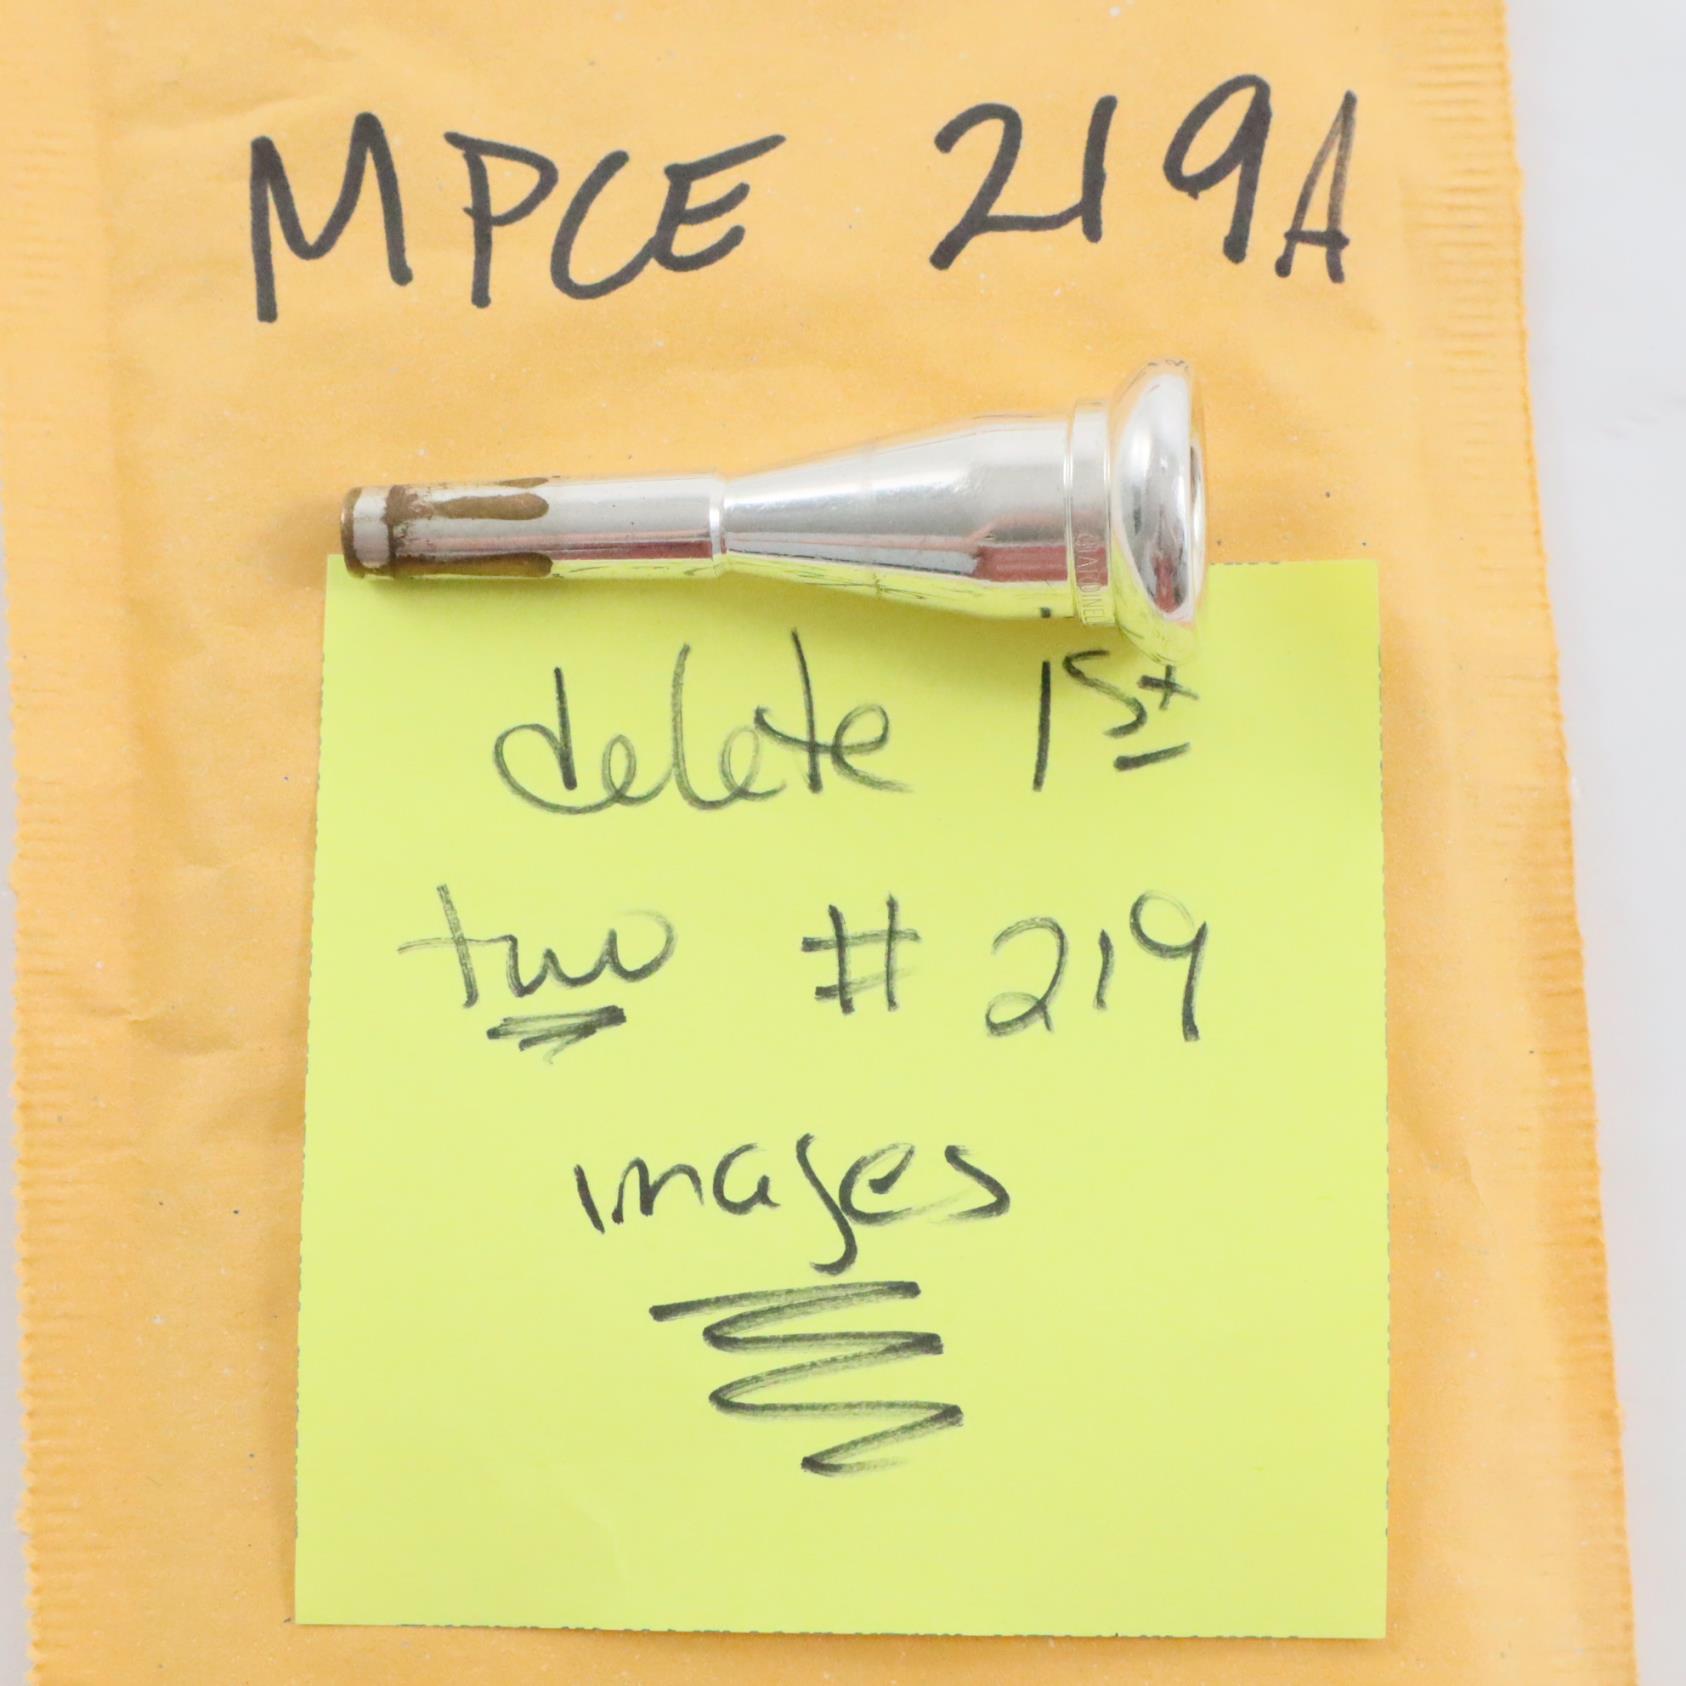 MPCE 219A
delete 1st
two # 219
images